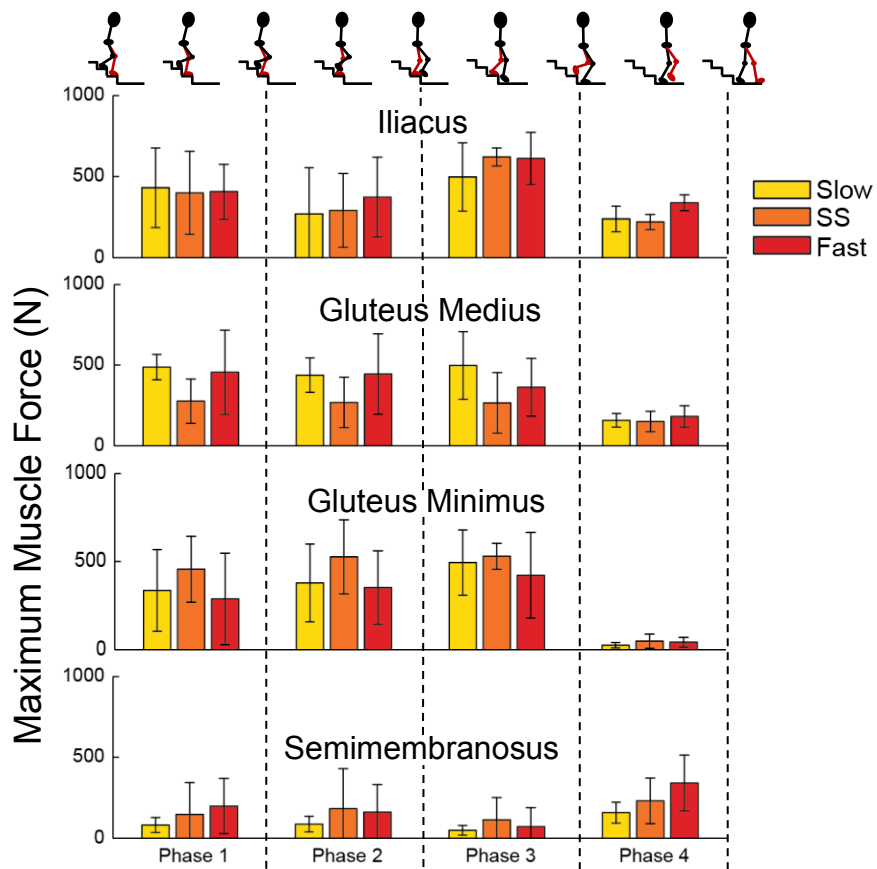 1000
Iliacus
500
0
Slow
SS
Fast
1000
Gluteus Medius
500
0
1000
Gluteus Minimus
500
0
1000
Semimembranosus
500
0
Phase 1 Phase 2 Phase 3 Phase 4
Maximum Muscle Force (N)